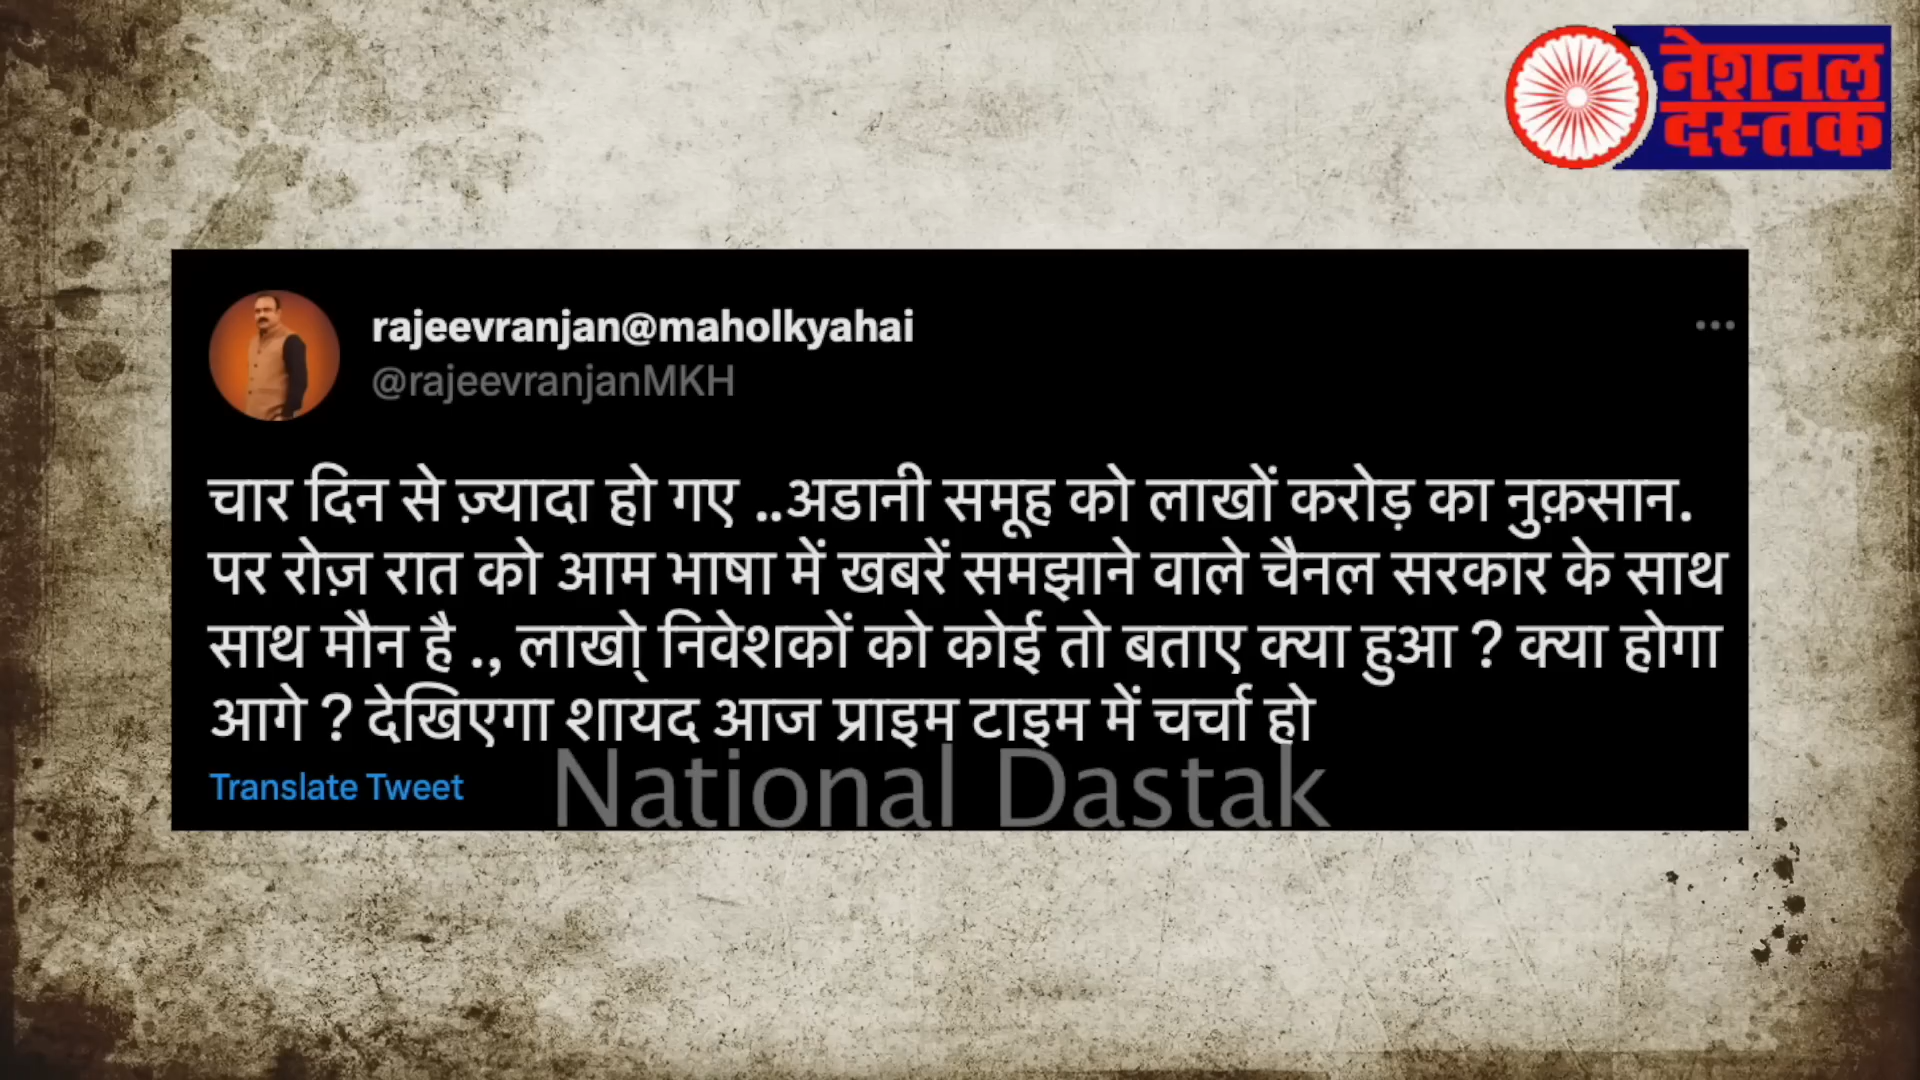 नेशनल
दस्तक
rajeevranjan@maholkyahai
@rajeevranjanMKH
चार दिन से ज़्यादा हो गए ..अडानी समूह को लाखों करोड़ का नुक़सान.
पर रोज़ रात को आम भाषा में खबरें समझाने वाले चैनल सरकार के साथ
साथ मौन है ., लाखो् निवेशकों को कोई तो बताए क्या हुआ ? क्या होगा
आगे ? देखिएगा शायद आज प्राइम टाइम में चर्चा हो
Translate Tweet
National Dastak